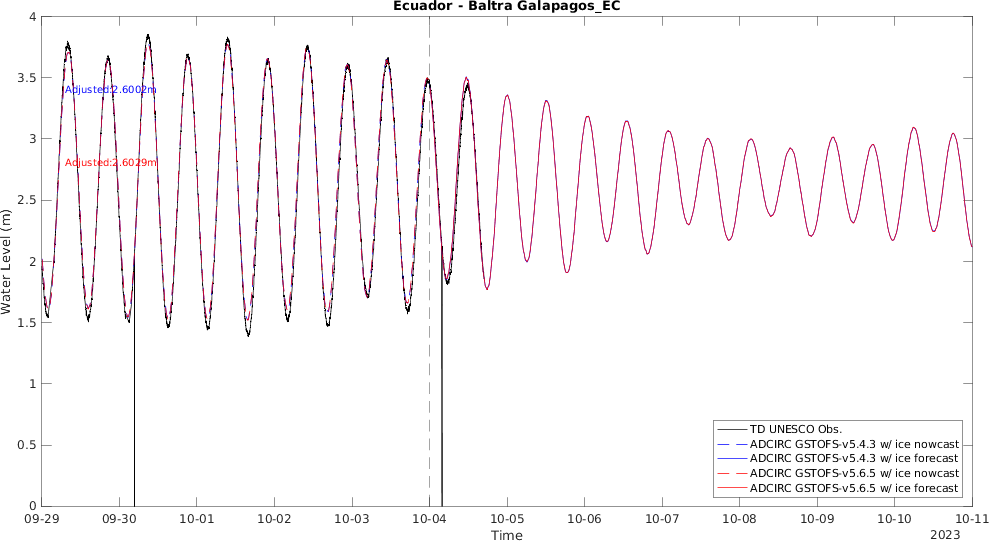 Ecuador - Baltra Galapagos_EC
Water Level (m)
4
3.5
3
2.5
2
1.5
1
0.5
0
Adjusted:2.6002m
Adjusted:2.6029m
TD UNESCO Obs.
ADCIRC GSTOFS-v5.4.3 w/ ice nowcast
ADCIRC GSTOFS-v5.4.3 w/ ice forecast
ADCIRC GSTOFS-v5.6.5 w/ ice nowcast
ADCIRC GSTOFS-v5.6.5 w/ ice forecast
09-29 09-30 10-01 10-02 10-03 10-04 10-05 10-06 10-07 10-08 10-09 10-10 10-11
Time
2023